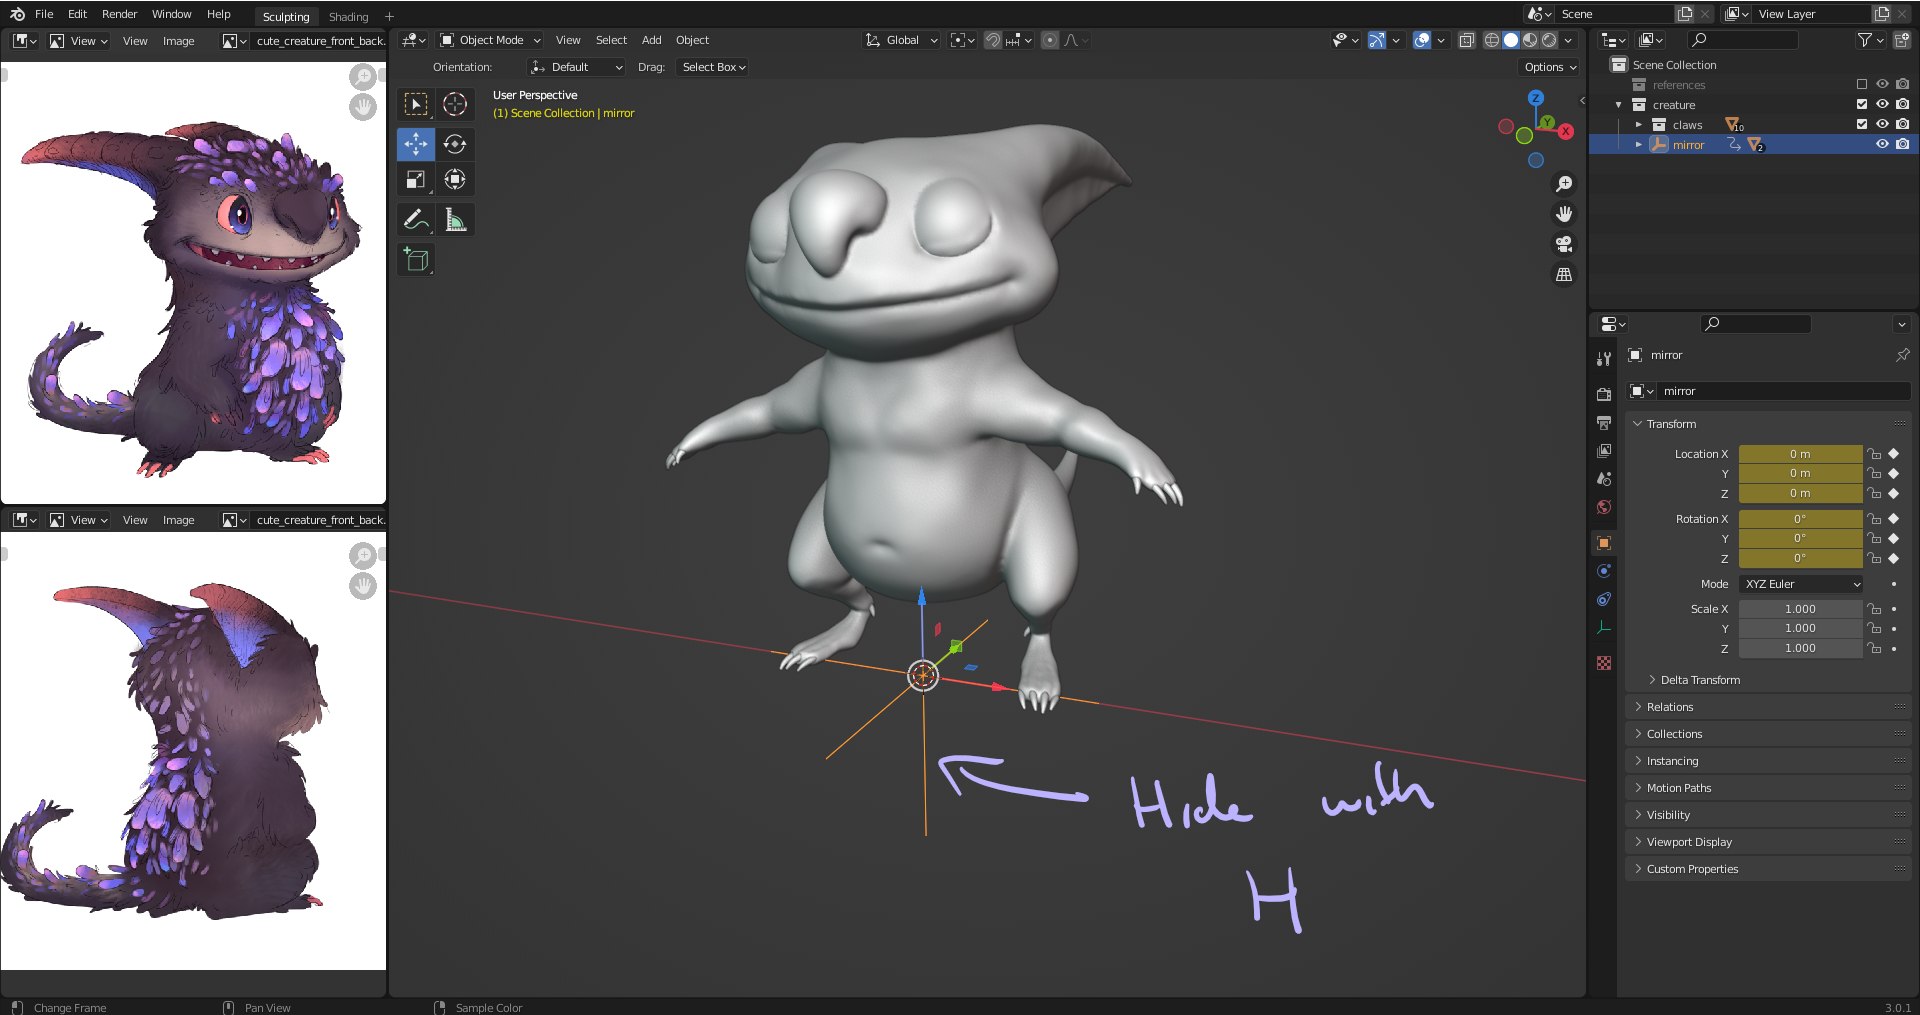 File Edit Render Window Help Sculpting Shading + Scene View Layer
View View Image cute_creature_front_back.
Object Mode View Select Add Object Global
Orientation: Default Drag: Select Box Options
User Perspective
(1) Scene Collection | mirror
Z
Y
X
Scene Collection
references
creature
claws 10
mirror 2
mirror
mirror
Transform
Location X 0 m
Y 0 m
Z 0 m
Rotation X 0°
Y 0°
Z 0°
Mode XYZ Euler
Scale X 1.000
Y 1.000
Z 1.000
Delta Transform
Relations
Collections
Instancing
Motion Paths
Visibility
Viewport Display
Custom Properties
View View Image cute_creature_front_back.
Hide with
H
Change Frame Pan View Sample Color 3.0.1